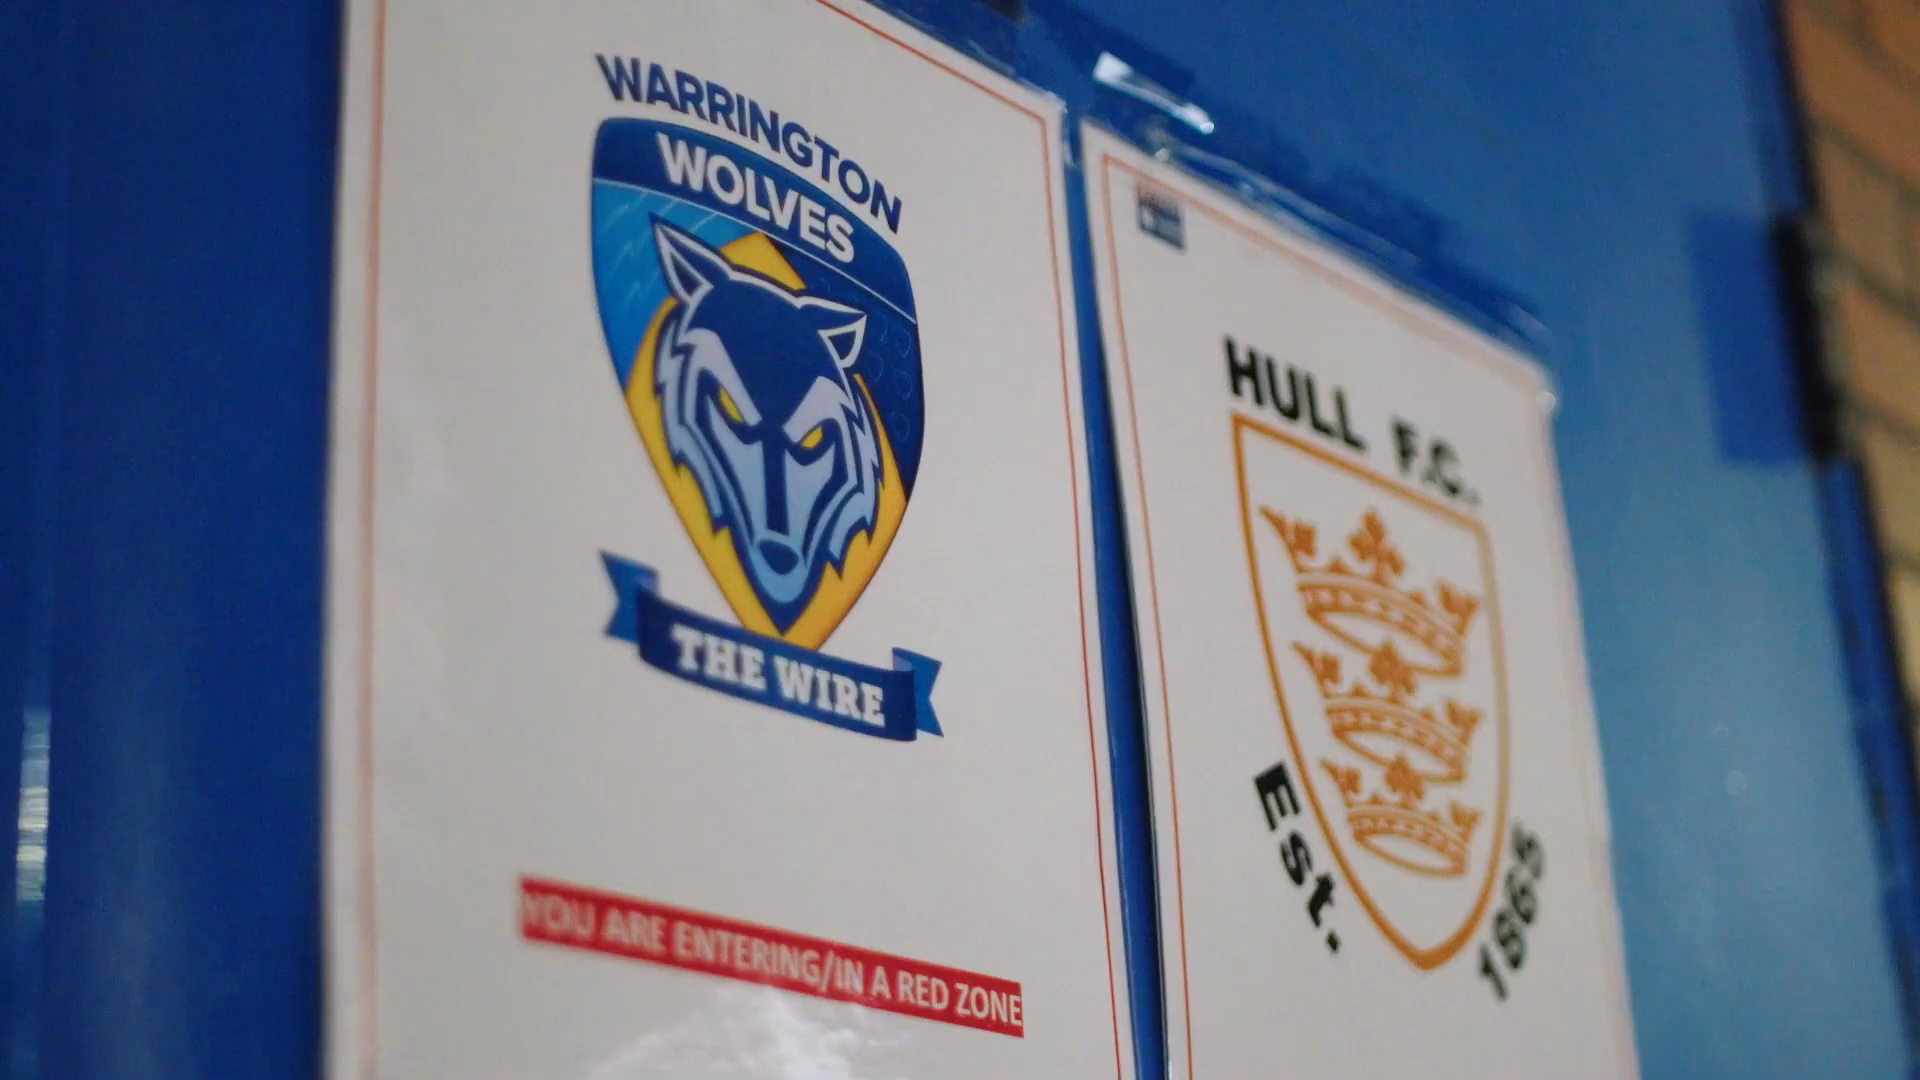 WARRINGTON
WOLVES
THE WIRE
YOU ARE ENTERING/IN A RED ZONE
HULL F.C.
Est.
1865